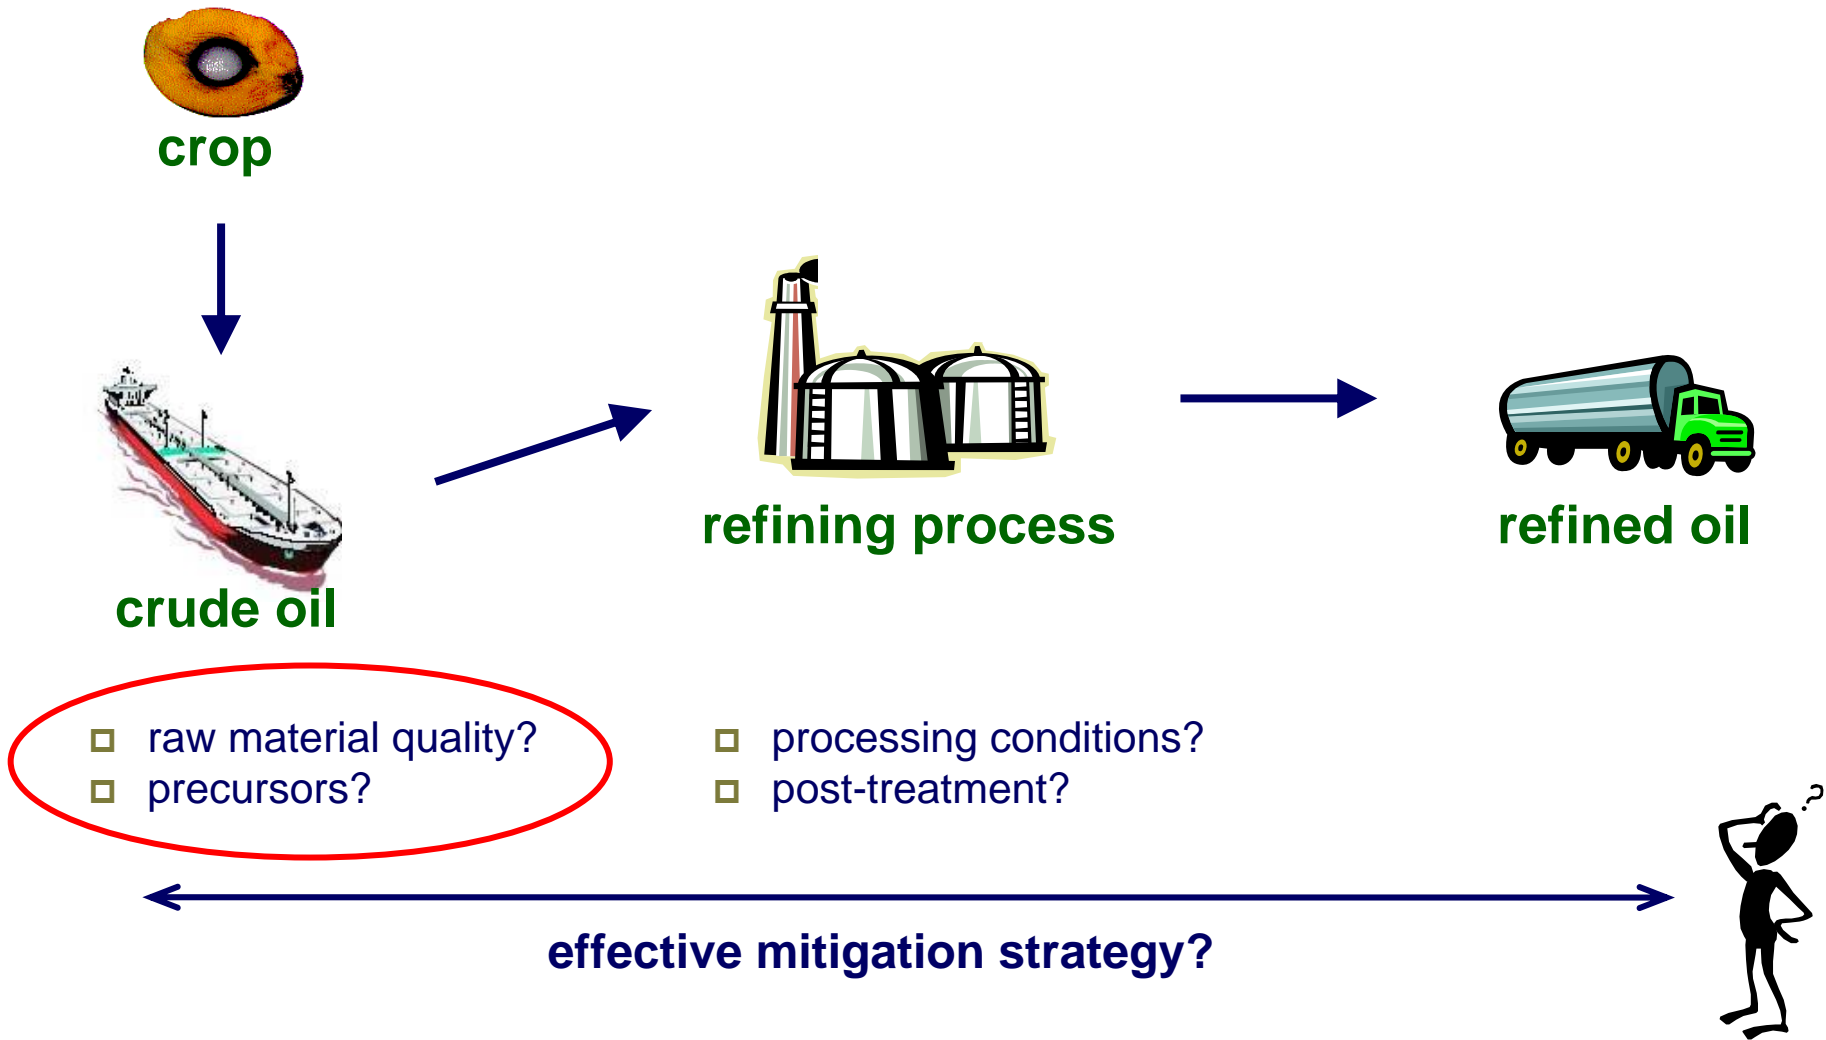 crop
crude oil
refining process
refined oil
raw material quality?
precursors?
processing conditions?
post-treatment?
?
effective mitigation strategy?